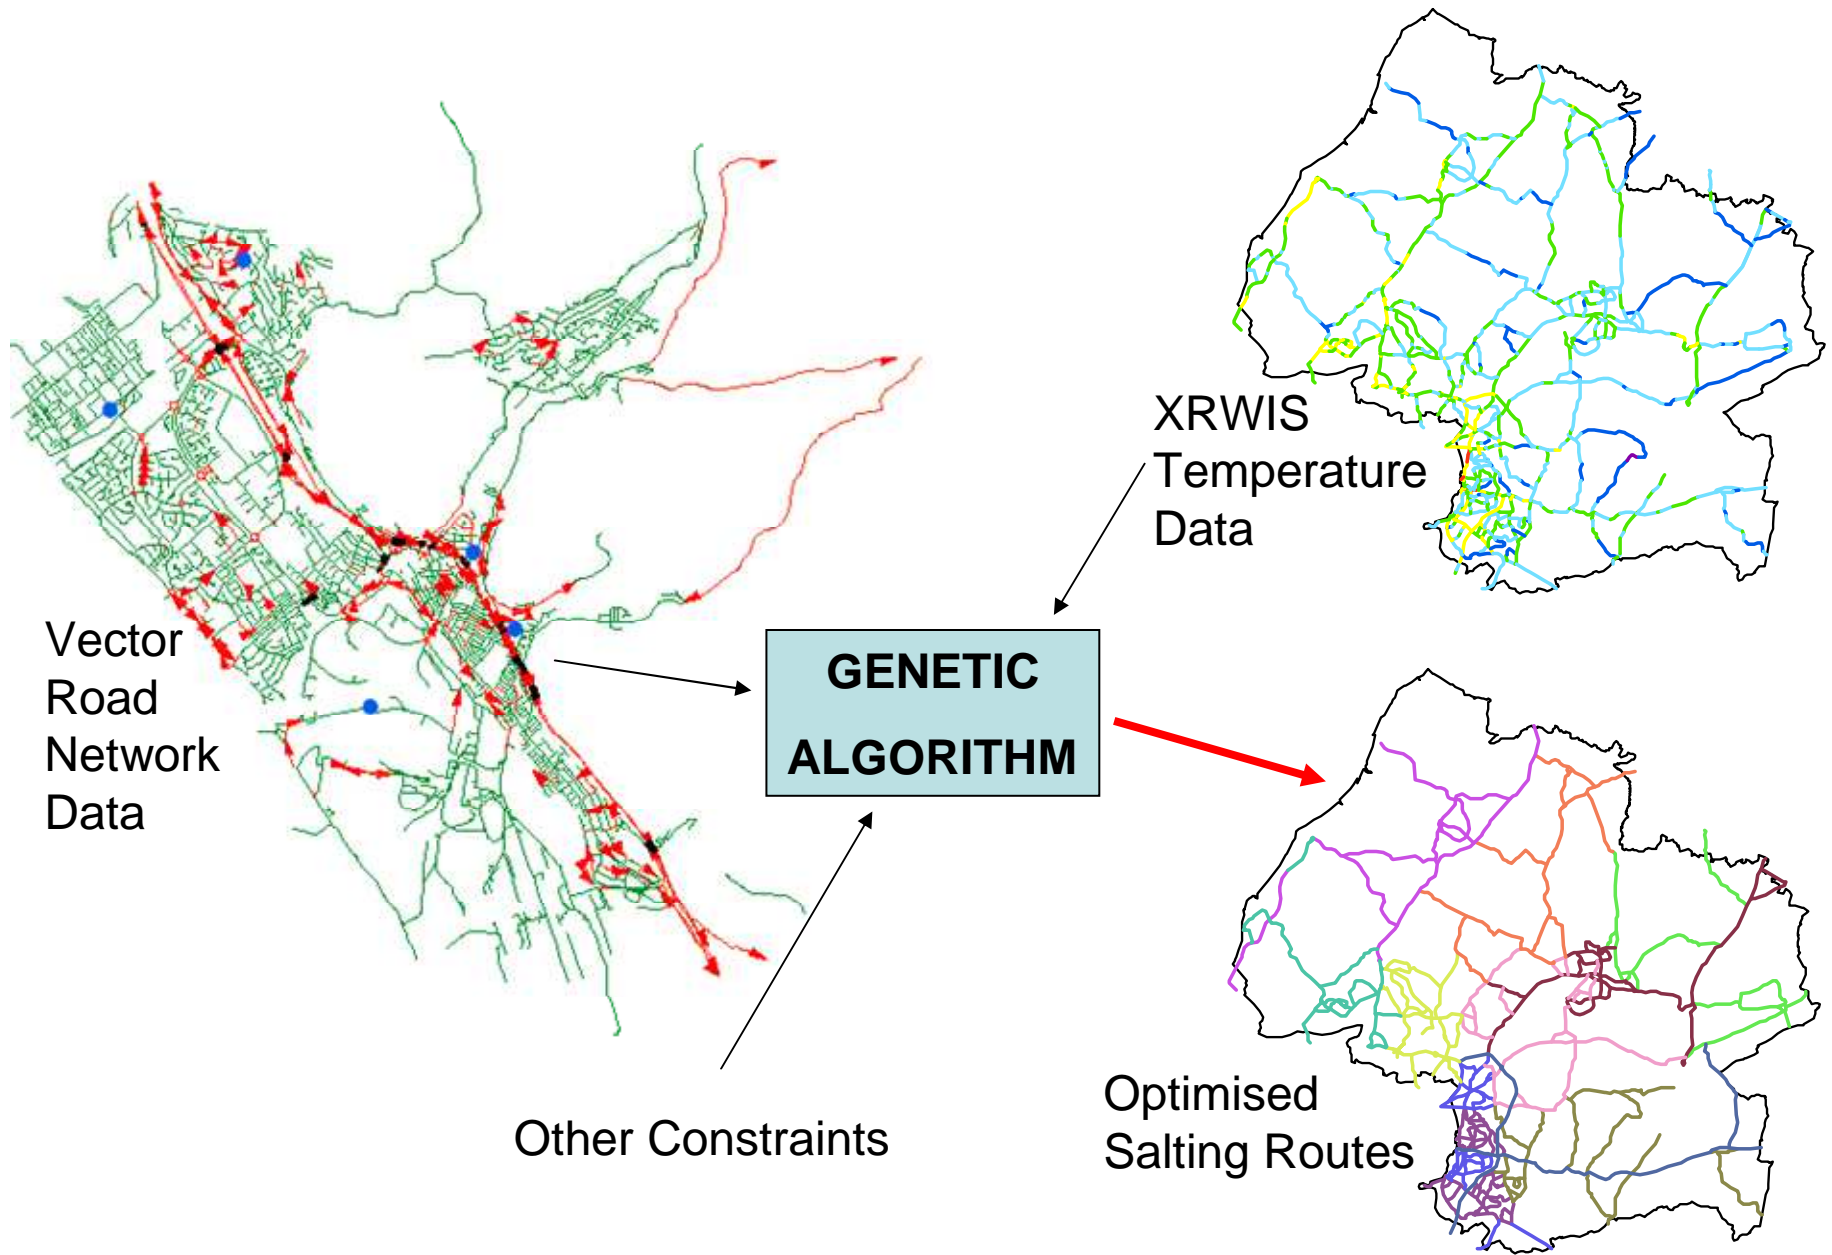 XRWIS
Temperature
Data
Vector
Road
Network
Data
GENETIC
ALGORITHM
Optimised
Salting Routes
Other Constraints